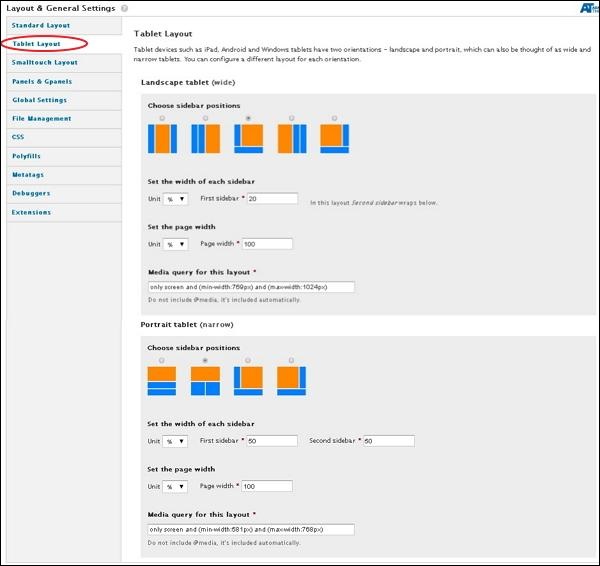 Layout & General Settings
AT
Standard Layout
Tablet Layout
Smalltouch Layout
Panels & Gpanels
Global Settings
File Management
CSS
Polyfills
Metatags
Debuggers
Extensions
Tablet Layout
Tablet devices such as iPad, Android and Windows tablets have two orientations - landscape and portrait, which can also be thought of as wide and
narrow tablets. You can configure a different layout for each orientation.
Landscape tablet (wide)
Choose sidebar positions
Set the width of each sidebar
Unit % ▼ First sidebar * 20 In this layout Second sidebar wraps below.
Set the page width
Unit % ▼ Page width * 100
Media query for this layout *
only screen and (min-width:769px) and (max-width:1024px)
Do not include @media, it's included automatically.
Portrait tablet (narrow)
Choose sidebar positions
Set the width of each sidebar
Unit % ▼ First sidebar * 50 Second sidebar * 50
Set the page width
Unit % ▼ Page width * 100
Media query for this layout *
only screen and (min-width:581px) and (max-width:768px)
Do not include @media, it's included automatically.